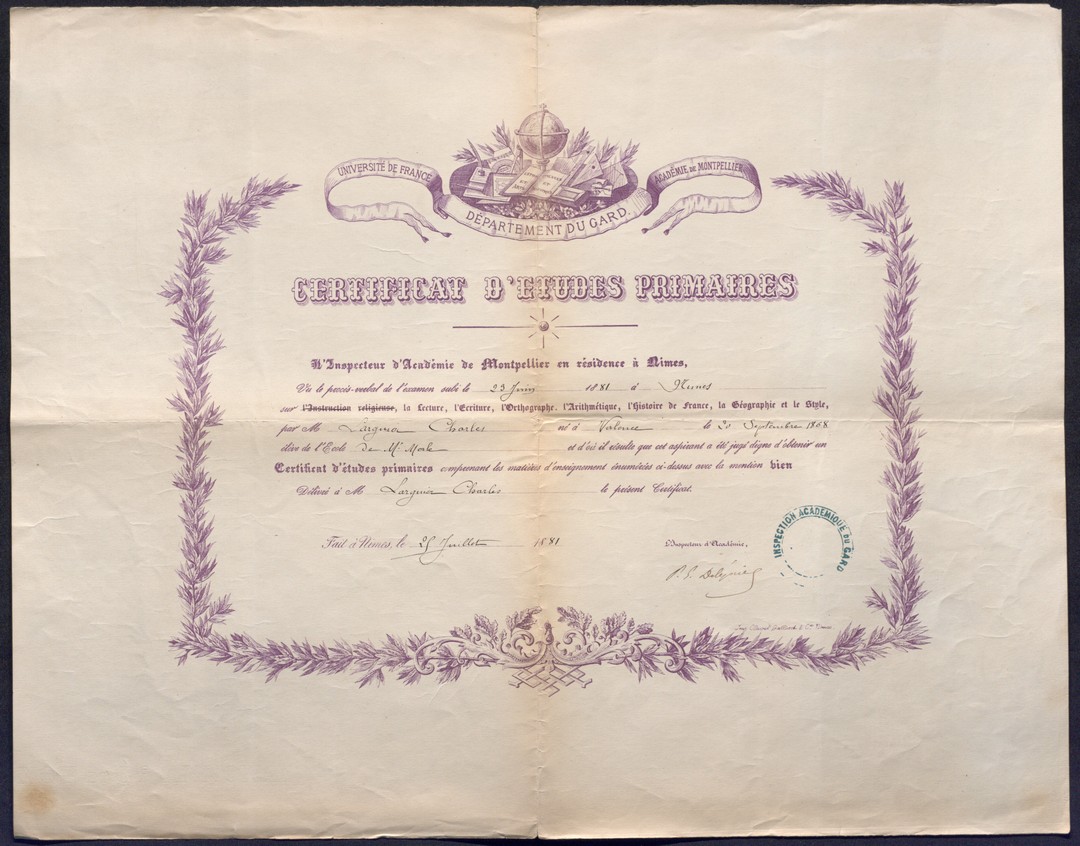 UNIVERSITÉ DE FRANCE
ACADÉMIE DE MONTPELLIER
DÉPARTEMENT DU GARD.
CERTIFICAT D'ETUDES PRIMAIRES
L'Inspecteur d'Académie de Montpellier en résidence à Nimes,
Vu le procès-verbal de l'examen subi le 23 Juin 1881 à Nimes
sur l'Instruction religieuse, la Lecture, l'Ecriture, l'Orthographe, l'Arithmétique, l'Histoire de France, la Géographie et le Style,
par M Larguier Charles né à Valence le 20 Septembre 1868
élève de l'Ecole de Mr et d'où il résulte que cet aspirant a été jugé digne d'obtenir un
Certificat d'études primaires comprenant les matières d'enseignement énumérées ci-dessus avec la mention bien
Délivré à M Larguier Charles le présent Certificat.
Fait à Nimes, le 25 Juillet 1881
L'Inspecteur d'Académie,
INSPECTION ACADÉMIQUE DU GARD